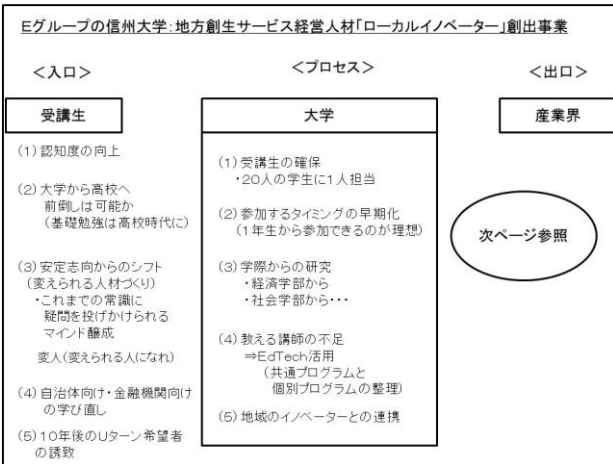 Eグループの信州大学:地方創生サービス経営人材「ローカルイノベーター」創出事業
<入口>
受講生
(1)認知度の向上
(2)大学から高校へ
前倒しは可能か
(基礎勉強は高校時代に)
(3)安定志向からのシフト
(変えられる人材づくり)
・これまでの常識に
疑問を投げかけられる
マインド醸成
変人(変えられる人になれ)
(4)自治体向け・金融機関向け
の学び直し
(5)10年後のUターン希望者
の誘致
<プロセス>
大学
(1)受講生の確保
・20人の学生に1人担当
(2)参加するタイミングの早期化
(1年生から参加できるのが理想)
(3)学際からの研究
・経済学部から
・社会学部から・・・
(4)教える講師の不足
⇒EdTech活用
(共通プログラムと
個別プログラムの整理)
(5)地域のイノベーターとの連携
<出口>
産業界
次ページ参照